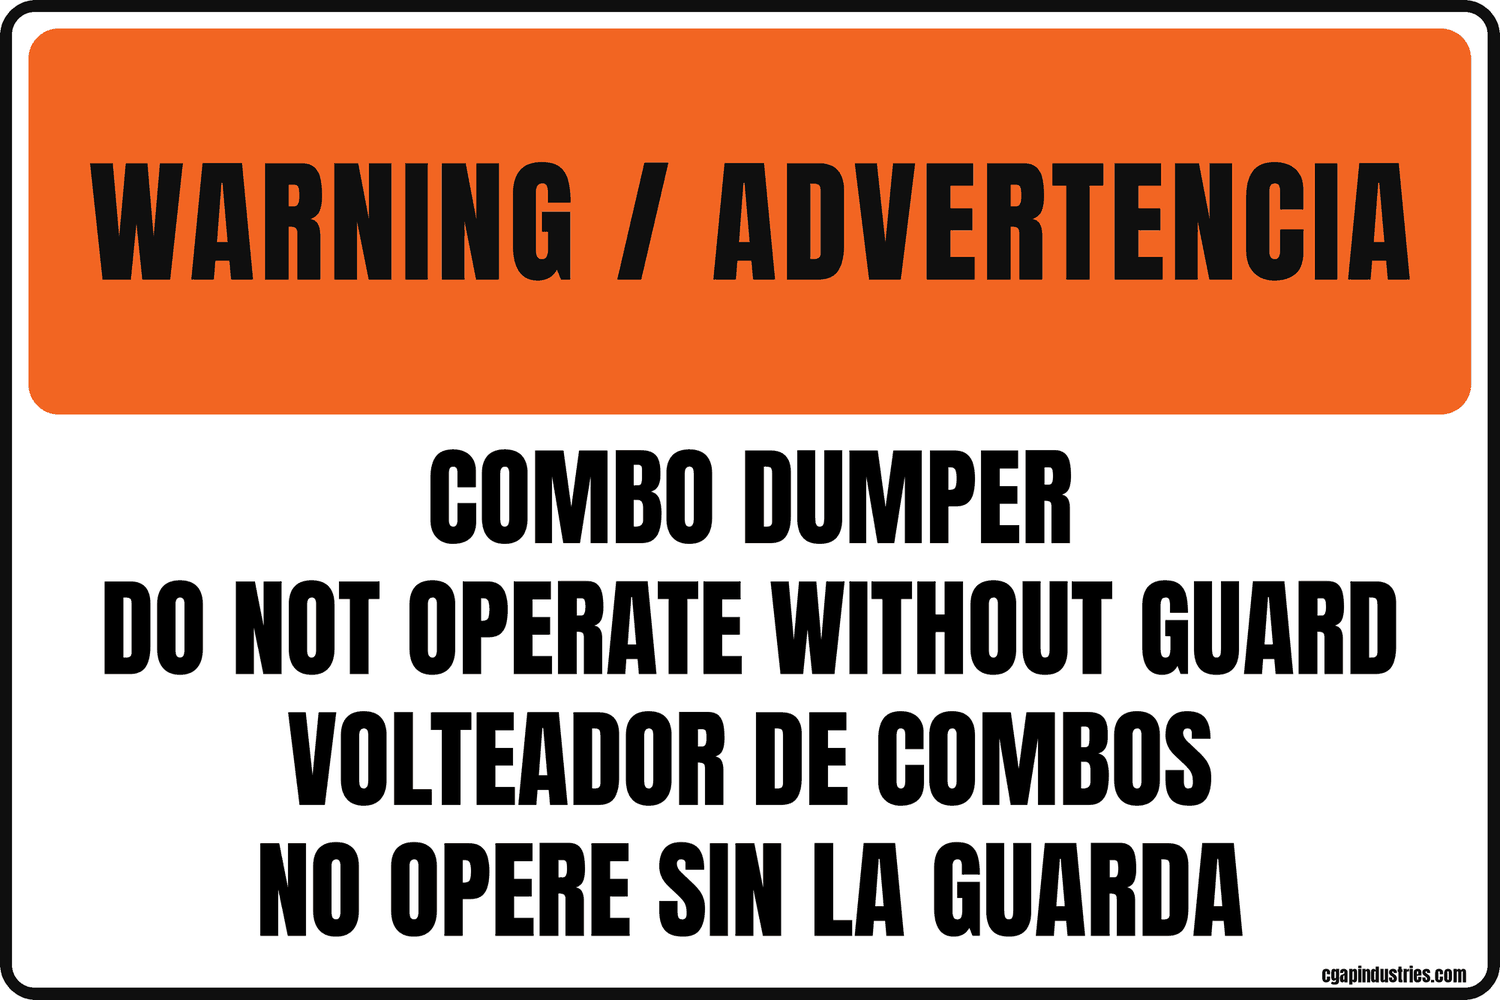 WARNING / ADVERTENCIA
COMBO DUMPER
DO NOT OPERATE WITHOUT GUARD
VOLTEADOR DE COMBOS
NO OPERE SIN LA GUARDA
cgapindustries.com